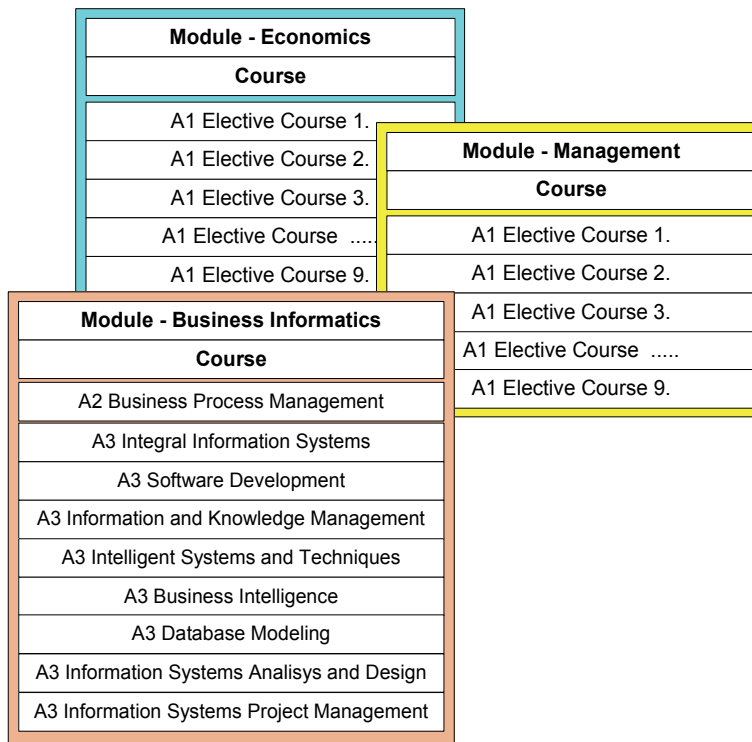 Module - Economics
Course
A1 Elective Course 1.
A1 Elective Course 2.
A1 Elective Course 3.
A1 Elective Course .....
A1 Elective Course 9.
Module - Management
Course
A1 Elective Course 1.
A1 Elective Course 2.
A1 Elective Course 3.
A1 Elective Course .....
A1 Elective Course 9.
Module - Business Informatics
Course
A2 Business Process Management
A3 Integral Information Systems
A3 Software Development
A3 Information and Knowledge Management
A3 Intelligent Systems and Techniques
A3 Business Intelligence
A3 Database Modeling
A3 Information Systems Analisys and Design
A3 Information Systems Project Management